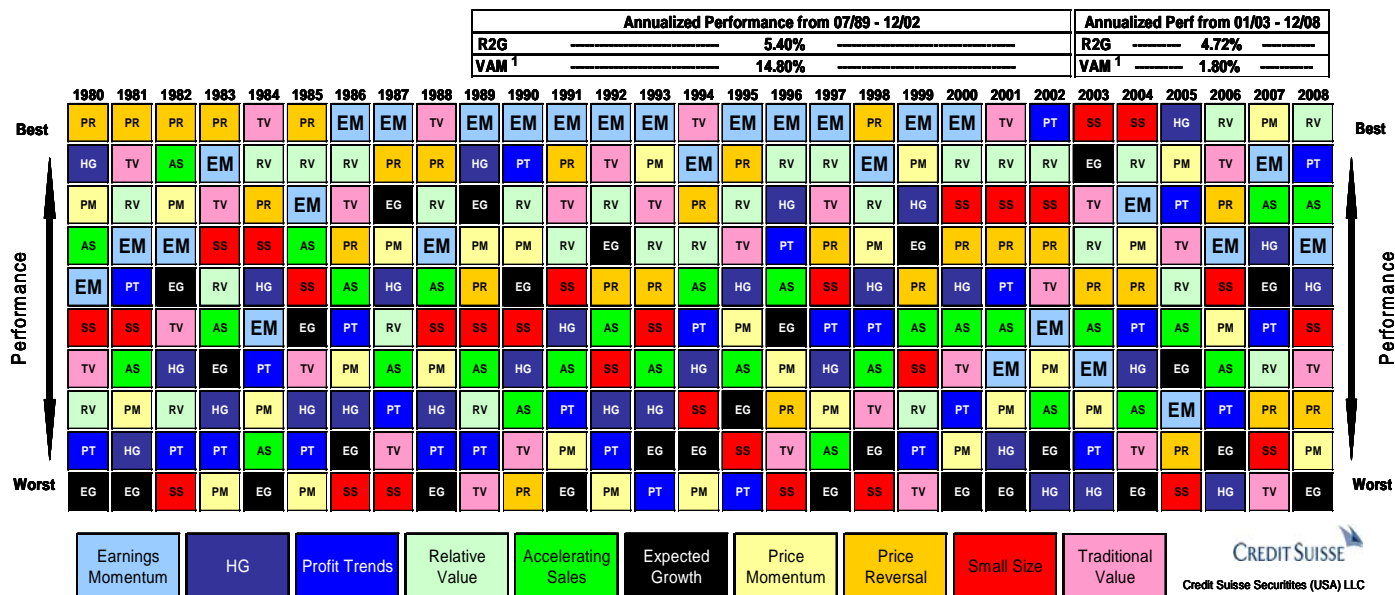 Annualized Performance from 07/89 - 12/02
Annualized Perf from 01/03 - 12/08
R2G 5.40%
R2G 4.72%
VAM 1 14.80%
VAM 1 1.80%
1980 1981 1982 1983 1984 1985 1986 1987 1988 1989 1990 1991 1992 1993 1994 1995 1996 1997 1998 1999 2000 2001 2002 2003 2004 2005 2006 2007 2008
Best PR PR PR PR TV PR EM EM TV EM EM EM EM EM TV EM EM EM PR EM EM TV PT SS SS HG RV PM RV Best
HG TV AS EM RV RV RV PR PR HG PT PR TV PM EM PR RV RV EM PM RV RV RV EG RV PM TV EM PT
PM RV PM TV PR EM TV EG RV EG RV TV RV TV PR RV HG TV RV HG SS SS SS TV EM PT PR AS AS
AS EM EM SS SS AS PR PM EM PM PM RV EG RV RV TV PT PR PM EG PR PR PR RV PM TV EM HG EM
EM PT EG RV HG SS AS HG AS PR EG SS PR PR AS HG AS SS HG PR HG PT TV PR PR RV SS EG HG
SS SS TV AS EM EG PT RV SS SS SS HG AS SS PT PM EG PT PT AS AS AS EM AS PT AS PM PT SS
TV AS HG EG PT TV PM AS PM AS HG AS SS AS HG AS PM HG AS SS TV EM PM EM HG EG AS RV TV
RV PM RV HG PM HG HG PT HG RV AS PT HG HG SS EG PR PM TV RV PT PM AS PM AS EM PT PR PR
PT HG PT PT AS PT EG TV PT PT TV PM PT EG EG SS TV AS EG PT PM HG EG PT TV PR EG SS PM
Worst EG EG SS PM EG PM SS SS EG TV PR EG PM PT PM PT SS EG SS TV EG EG HG HG EG SS HG TV EG Worst
Performance
Performance
Earnings Momentum
HG
Profit Trends
Relative Value
Accelerating Sales
Expected Growth
Price Momentum
Price Reversal
Small Size
Traditional Value
CREDIT SUISSE
Credit Suisse Securitites (USA) LLC